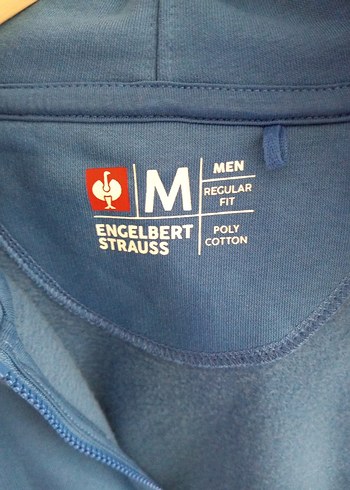 M
MEN
REGULAR
FIT
ENGELBERT
STRAUSS
POLY
COTTON